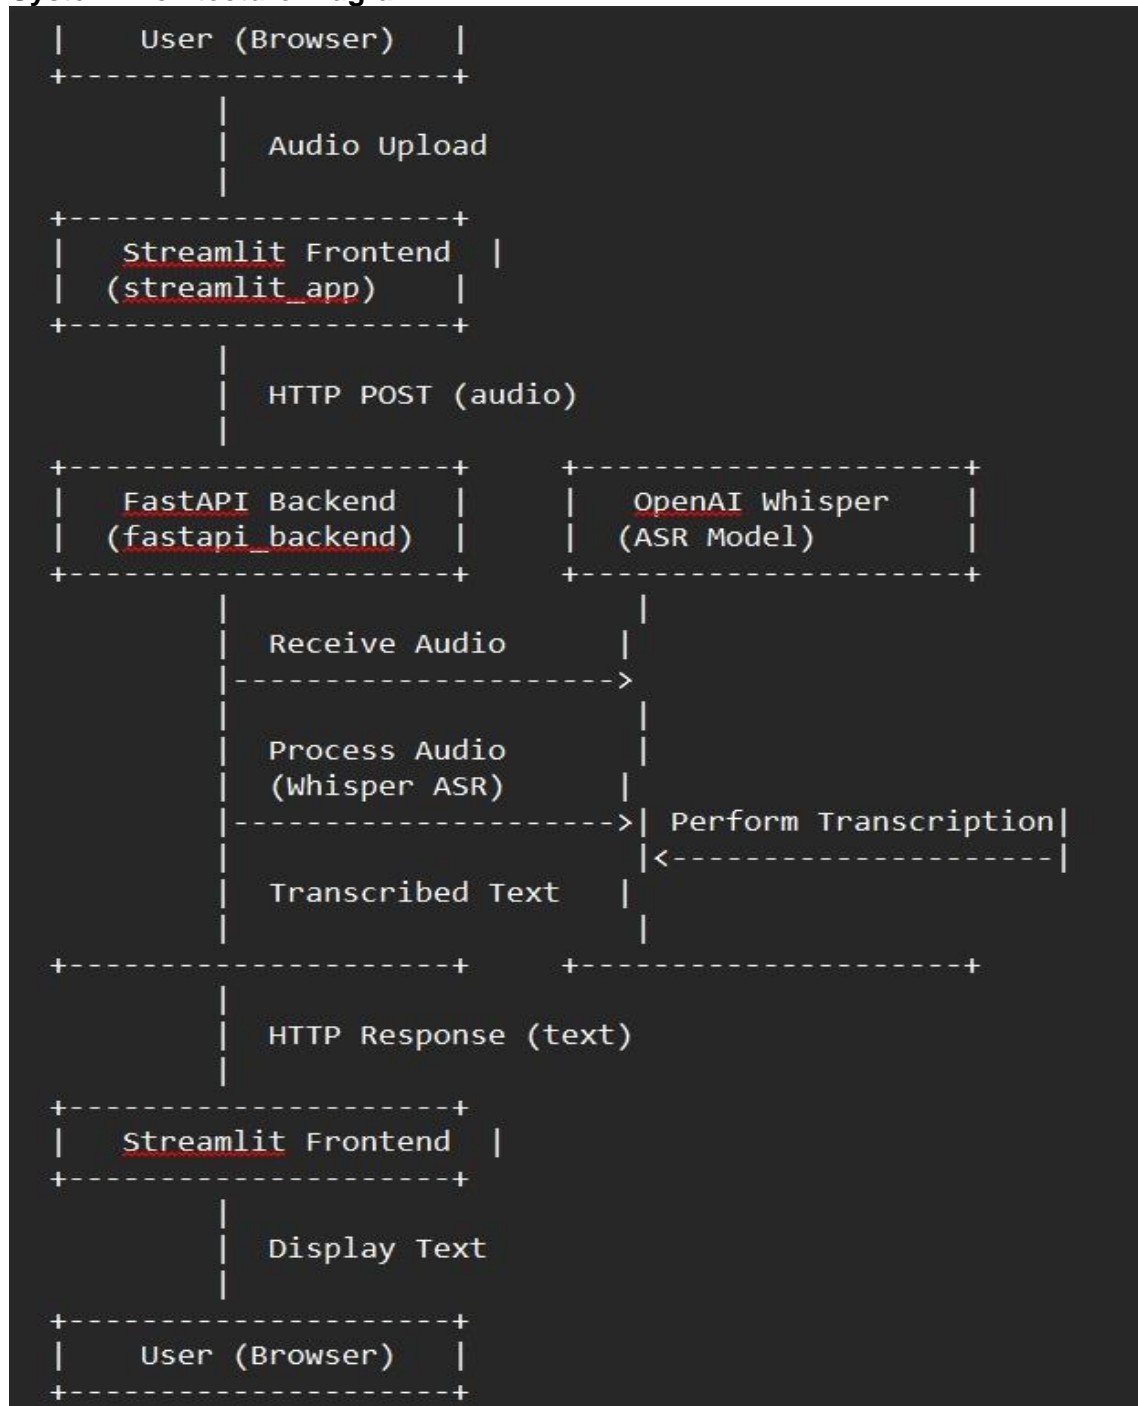 User (Browser)
Audio Upload
Streamlit Frontend
(streamlit_app)
HTTP POST (audio)
FastAPI Backend
(fastapi_backend)
OpenAI Whisper
(ASR Model)
Receive Audio
Process Audio
(Whisper ASR)
Perform Transcription
Transcribed Text
HTTP Response (text)
Streamlit Frontend
Display Text
User (Browser)